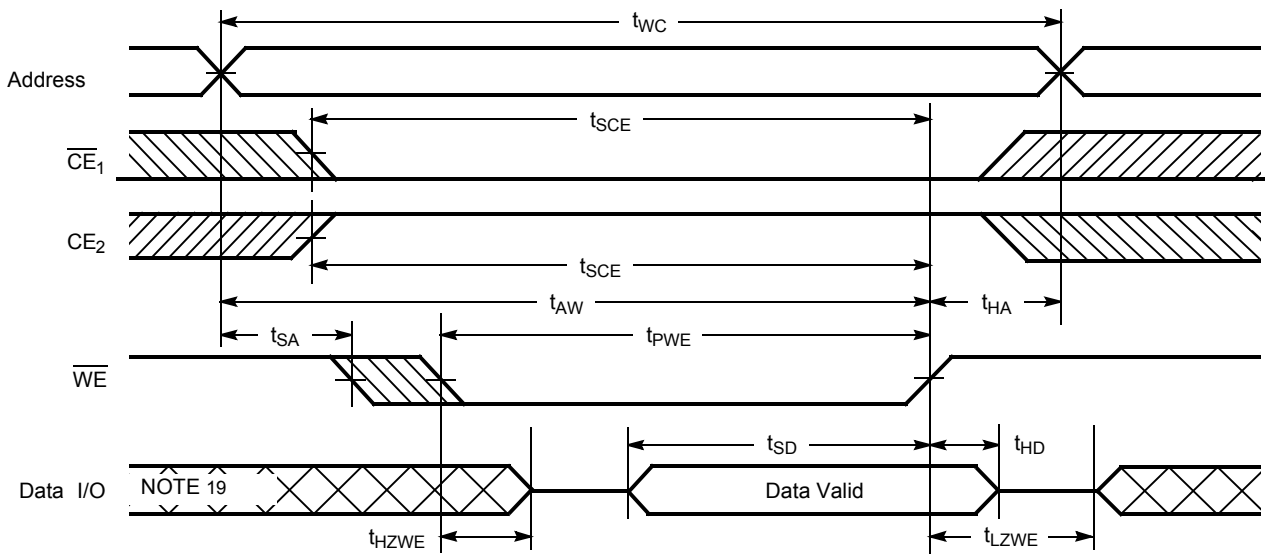 tWC
Address
tSCE
CE1
CE2
tSCE
tAW
tHA
tSA
tPWE
WE
tSD
tHD
Data I/O
NOTE 19
Data Valid
tHZWE
tLZWE